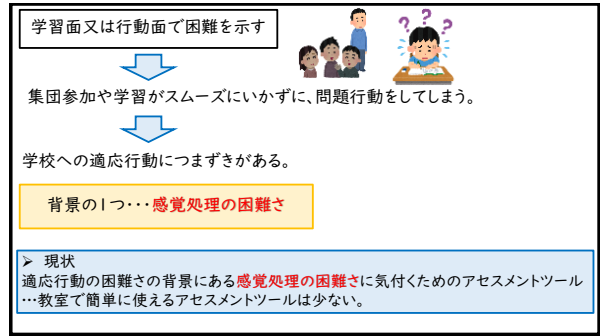 学習面又は行動面で困難を示す
? ? ?
集団参加や学習がスムーズにいかずに、問題行動をしてしまう。
学校への適応行動につまずきがある。
背景の1つ・・・感覚処理の困難さ
➢ 現状
適応行動の困難さの背景にある感覚処理の困難さに気付くためのアセスメントツール
…教室で簡単に使えるアセスメントツールは少ない。